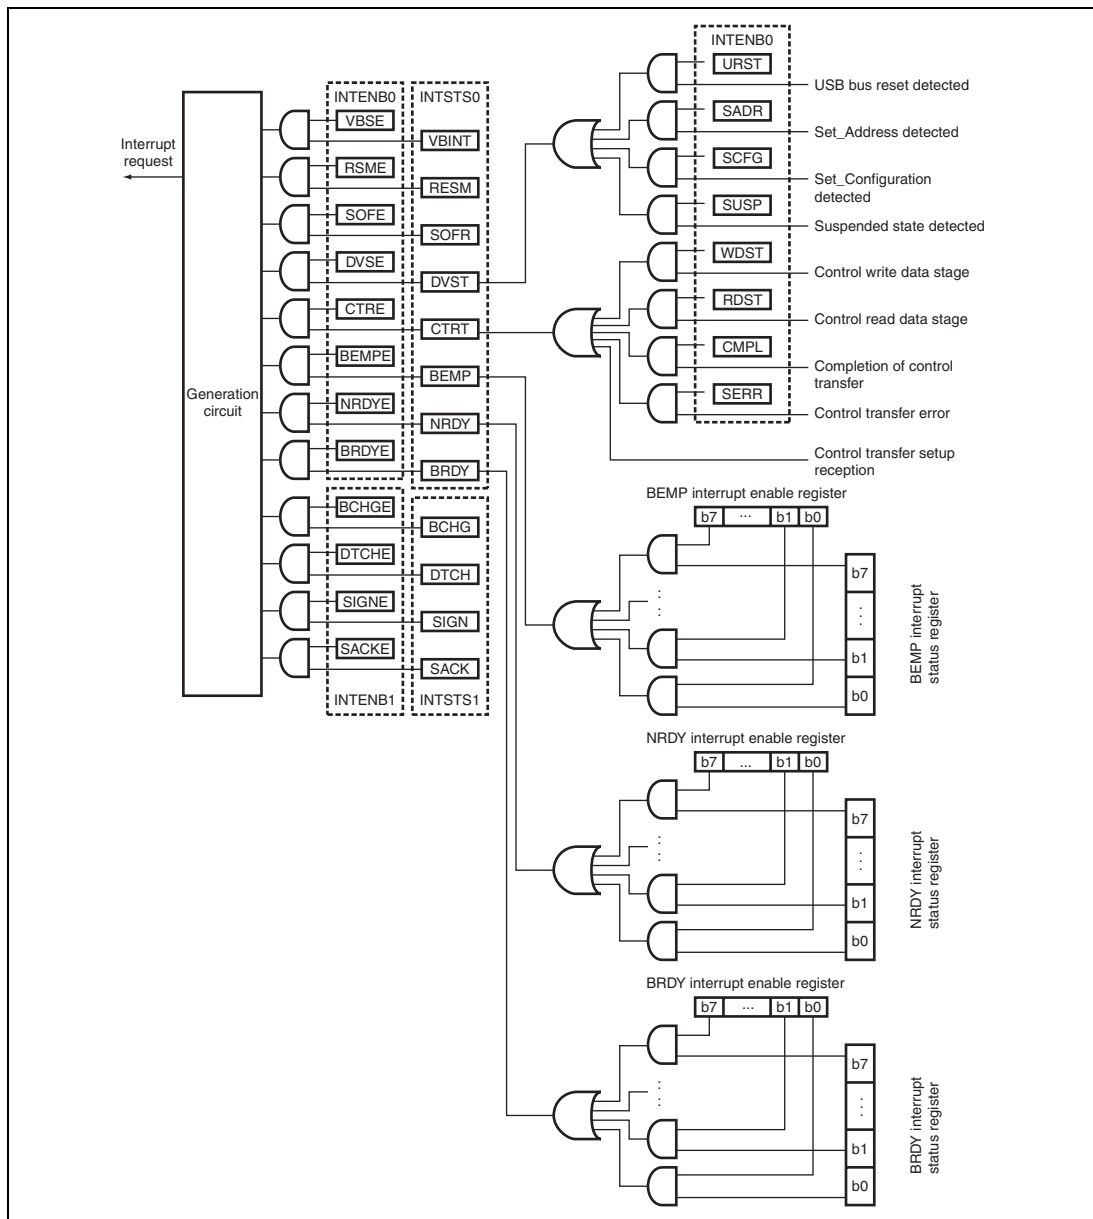 Interrupt
request
Generation
circuit
INTENB0
VBSE
RSME
SOFE
DVSE
CTRE
BEMPE
NRDYE
BRDYE
BCHGE
DTCHE
SIGNE
SACKE
INTENB1
INTSTS0
VBINT
RESM
SOFR
DVST
CTRT
BEMP
NRDY
BRDY
BCHG
DTCH
SIGN
SACK
INTSTS1
INTENB0
URST
USB bus reset detected
SADR
Set_Address detected
SCFG
Set_Configuration
detected
SUSP
Suspended state detected
WDST
Control write data stage
RDST
Control read data stage
CMPL
Completion of control
transfer
SERR
Control transfer error
Control transfer setup
reception
BEMP interrupt enable register
b7 ... b1 b0
b7
b1
b0
BEMP interrupt
status register
NRDY interrupt enable register
b7 ... b1 b0
b7
b1
b0
NRDY interrupt
status register
BRDY interrupt enable register
b7 ... b1 b0
b7
b1
b0
BRDY interrupt
status register